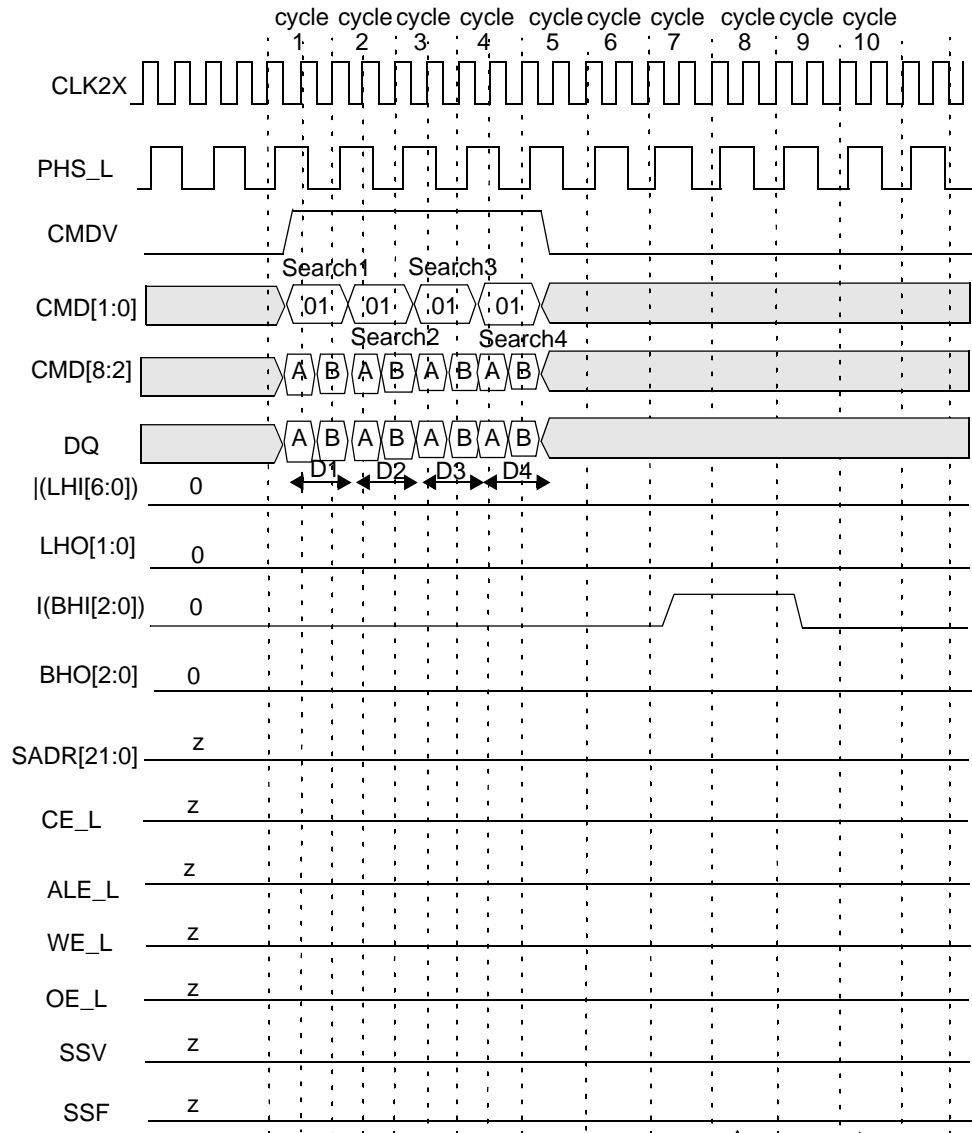 cycle cycle cycle cycle cycle cycle cycle cycle cycle cycle
1 2 3 4 5 6 7 8 9 10
CLK2X
PHS_L
CMDV
Search1 Search3
CMD[1:0] 01 01 01 01
Search2 Search4
CMD[8:2] A B A B A B A B
DQ A B A B A B A B
D1 D2 D3 D4
|(LHI[6:0]) 0
LHO[1:0] 0
I(BHI[2:0]) 0
BHO[2:0] 0
SADR[21:0] z
CE_L z
ALE_L z
WE_L z
OE_L z
SSV z
SSF z